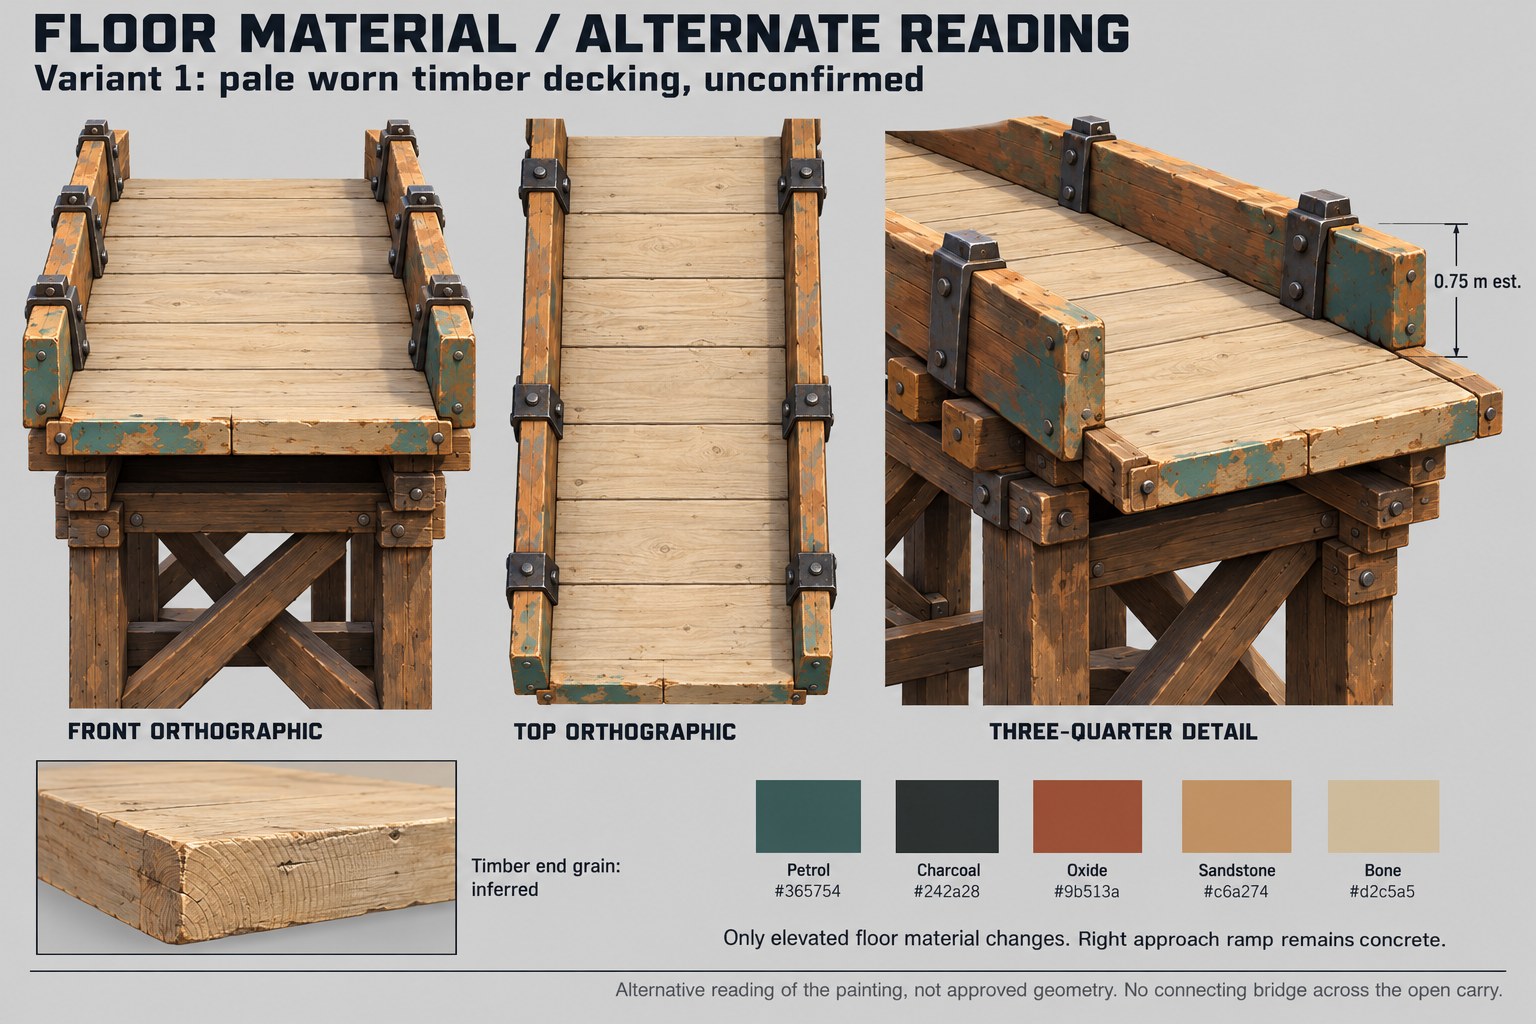 FLOOR MATERIAL / ALTERNATE READING
Variant 1: pale worn timber decking, unconfirmed
0.75 m est.
FRONT ORTHOGRAPHIC
TOP ORTHOGRAPHIC
THREE-QUARTER DETAIL
Timber end grain:
inferred
Petrol
#365754
Charcoal
#242a28
Oxide
#9b513a
Sandstone
#c6a274
Bone
#d2c5a5
Only elevated floor material changes. Right approach ramp remains concrete.
Alternative reading of the painting, not approved geometry. No connecting bridge across the open carry.